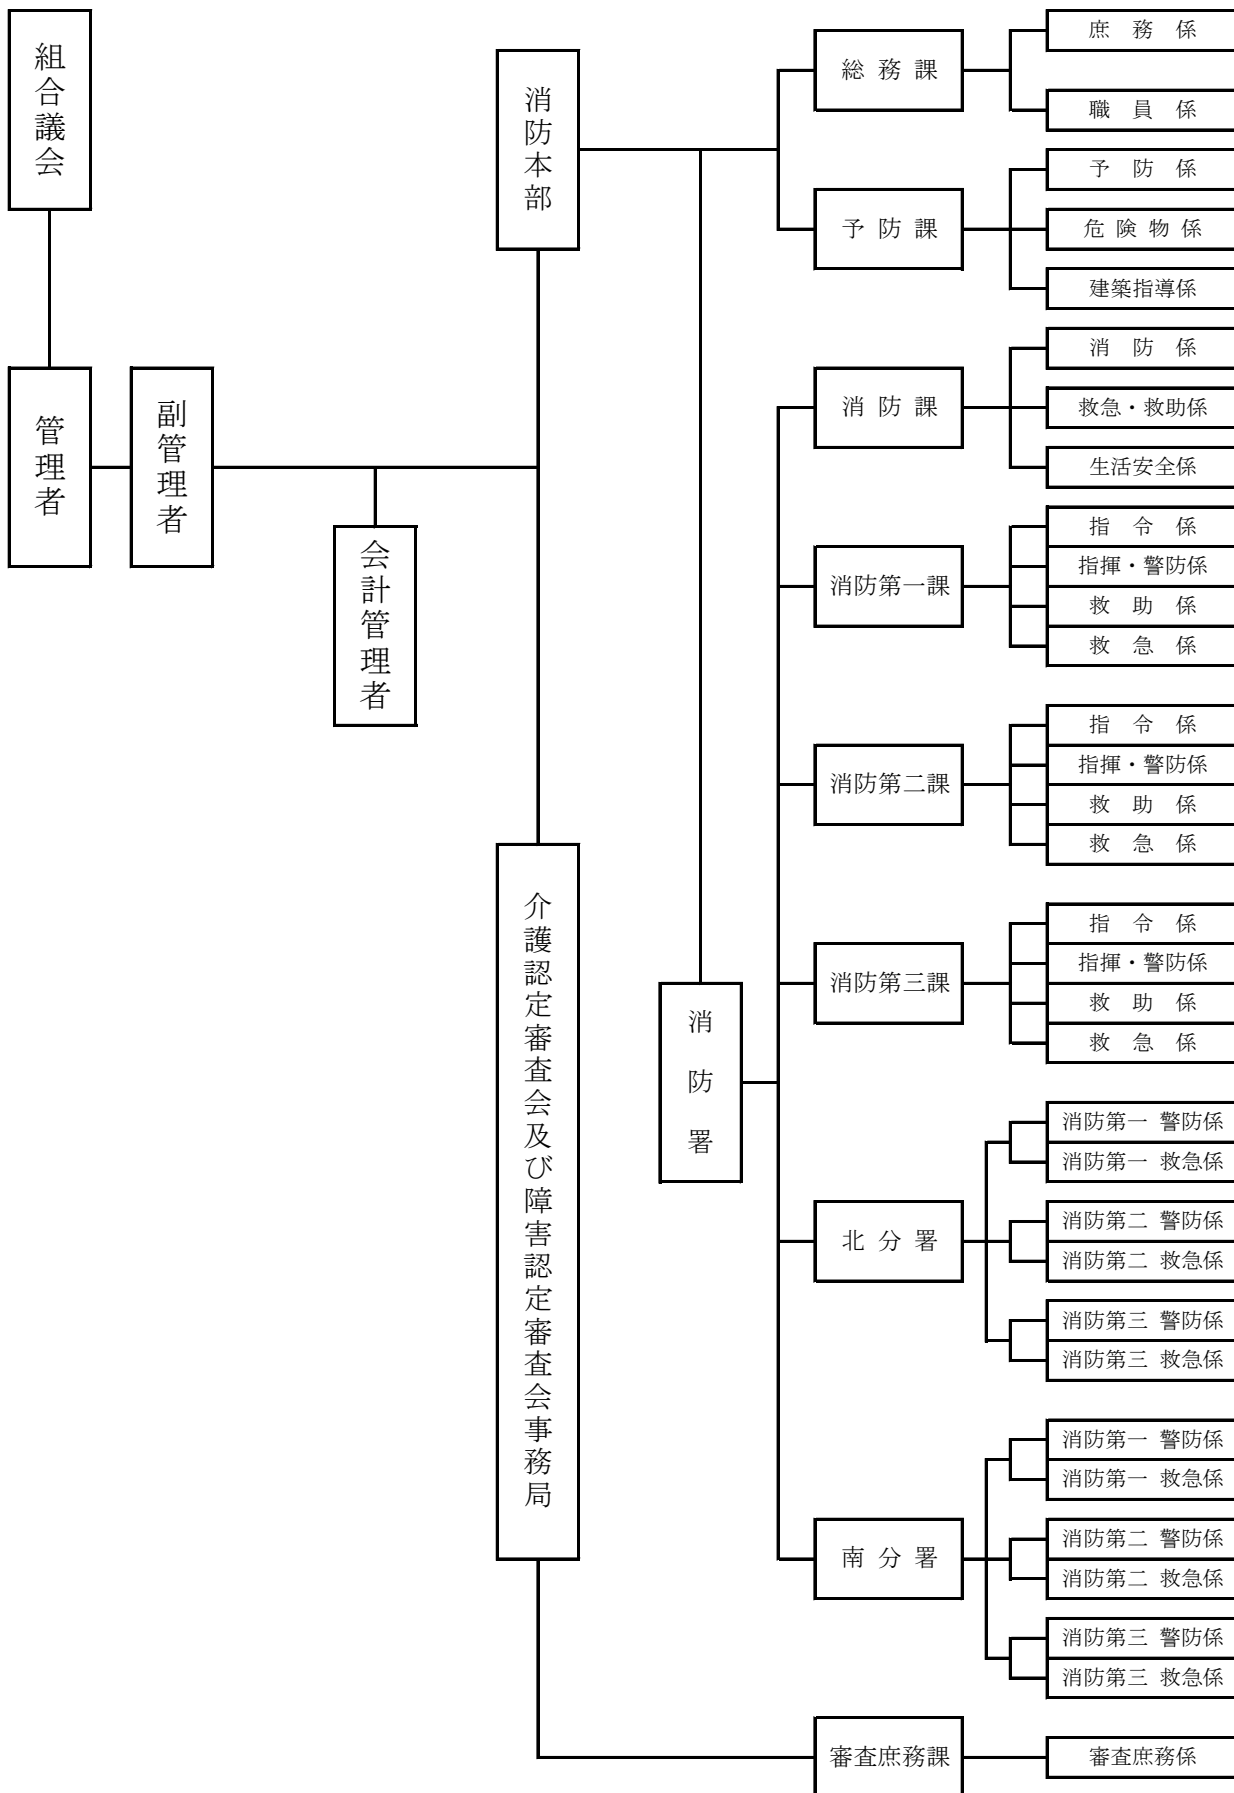 組合議会
管理者
副管理者
会計管理者
消防本部
総務課
庶務係
職員係
予防課
予防係
危険物係
建築指導係
消防署
消防課
消防係
救急・救助係
生活安全係
消防第一課
指令係
指揮・警防係
救助係
救急係
消防第二課
指令係
指揮・警防係
救助係
救急係
消防第三課
指令係
指揮・警防係
救助係
救急係
北分署
消防第一 警防係
消防第一 救急係
消防第二 警防係
消防第二 救急係
消防第三 警防係
消防第三 救急係
南分署
消防第一 警防係
消防第一 救急係
消防第二 警防係
消防第二 救急係
消防第三 警防係
消防第三 救急係
介護認定審査会及び障害認定審査会事務局
審査庶務課
審査庶務係